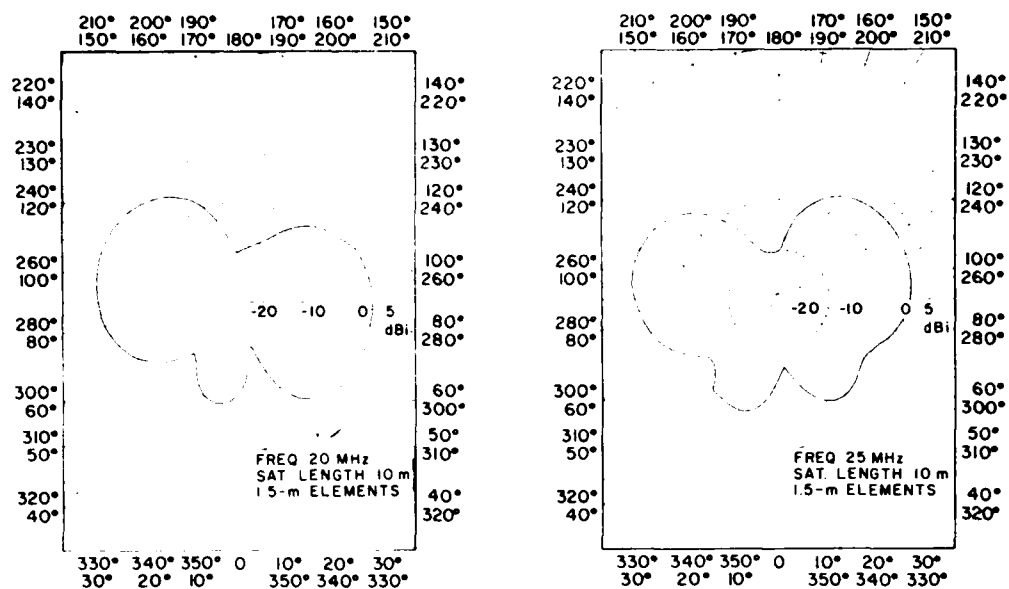 210° 200° 190° 170° 160° 150°
150° 160° 170° 180° 190° 200° 210°
220° 140°
140° 220°
230° 130°
130° 230°
240° 120°
120° 240°
260° 100°
100° 260°
-20 -10 0 5
dBi
280° 80°
80° 280°
300° 60°
60° 300°
310° 50°
50° 310°
FREQ 20 MHz
SAT. LENGTH 10 m
1.5-m ELEMENTS
320° 40°
40° 320°
330° 340° 350° 0 10° 20° 30°
30° 20° 10° 350° 340° 330°
210° 200° 190° 170° 160° 150°
150° 160° 170° 180° 190° 200° 210°
220° 140°
140° 220°
230° 130°
130° 230°
240° 120°
120° 240°
260° 100°
100° 260°
-20 -10 0 5
dBi
280° 80°
80° 280°
300° 60°
60° 300°
310° 50°
50° 310°
FREQ 25 MHz
SAT. LENGTH 10 m
1.5-m ELEMENTS
320° 40°
40° 320°
330° 340° 350° 0 10° 20° 30°
30° 20° 10° 350° 340° 330°